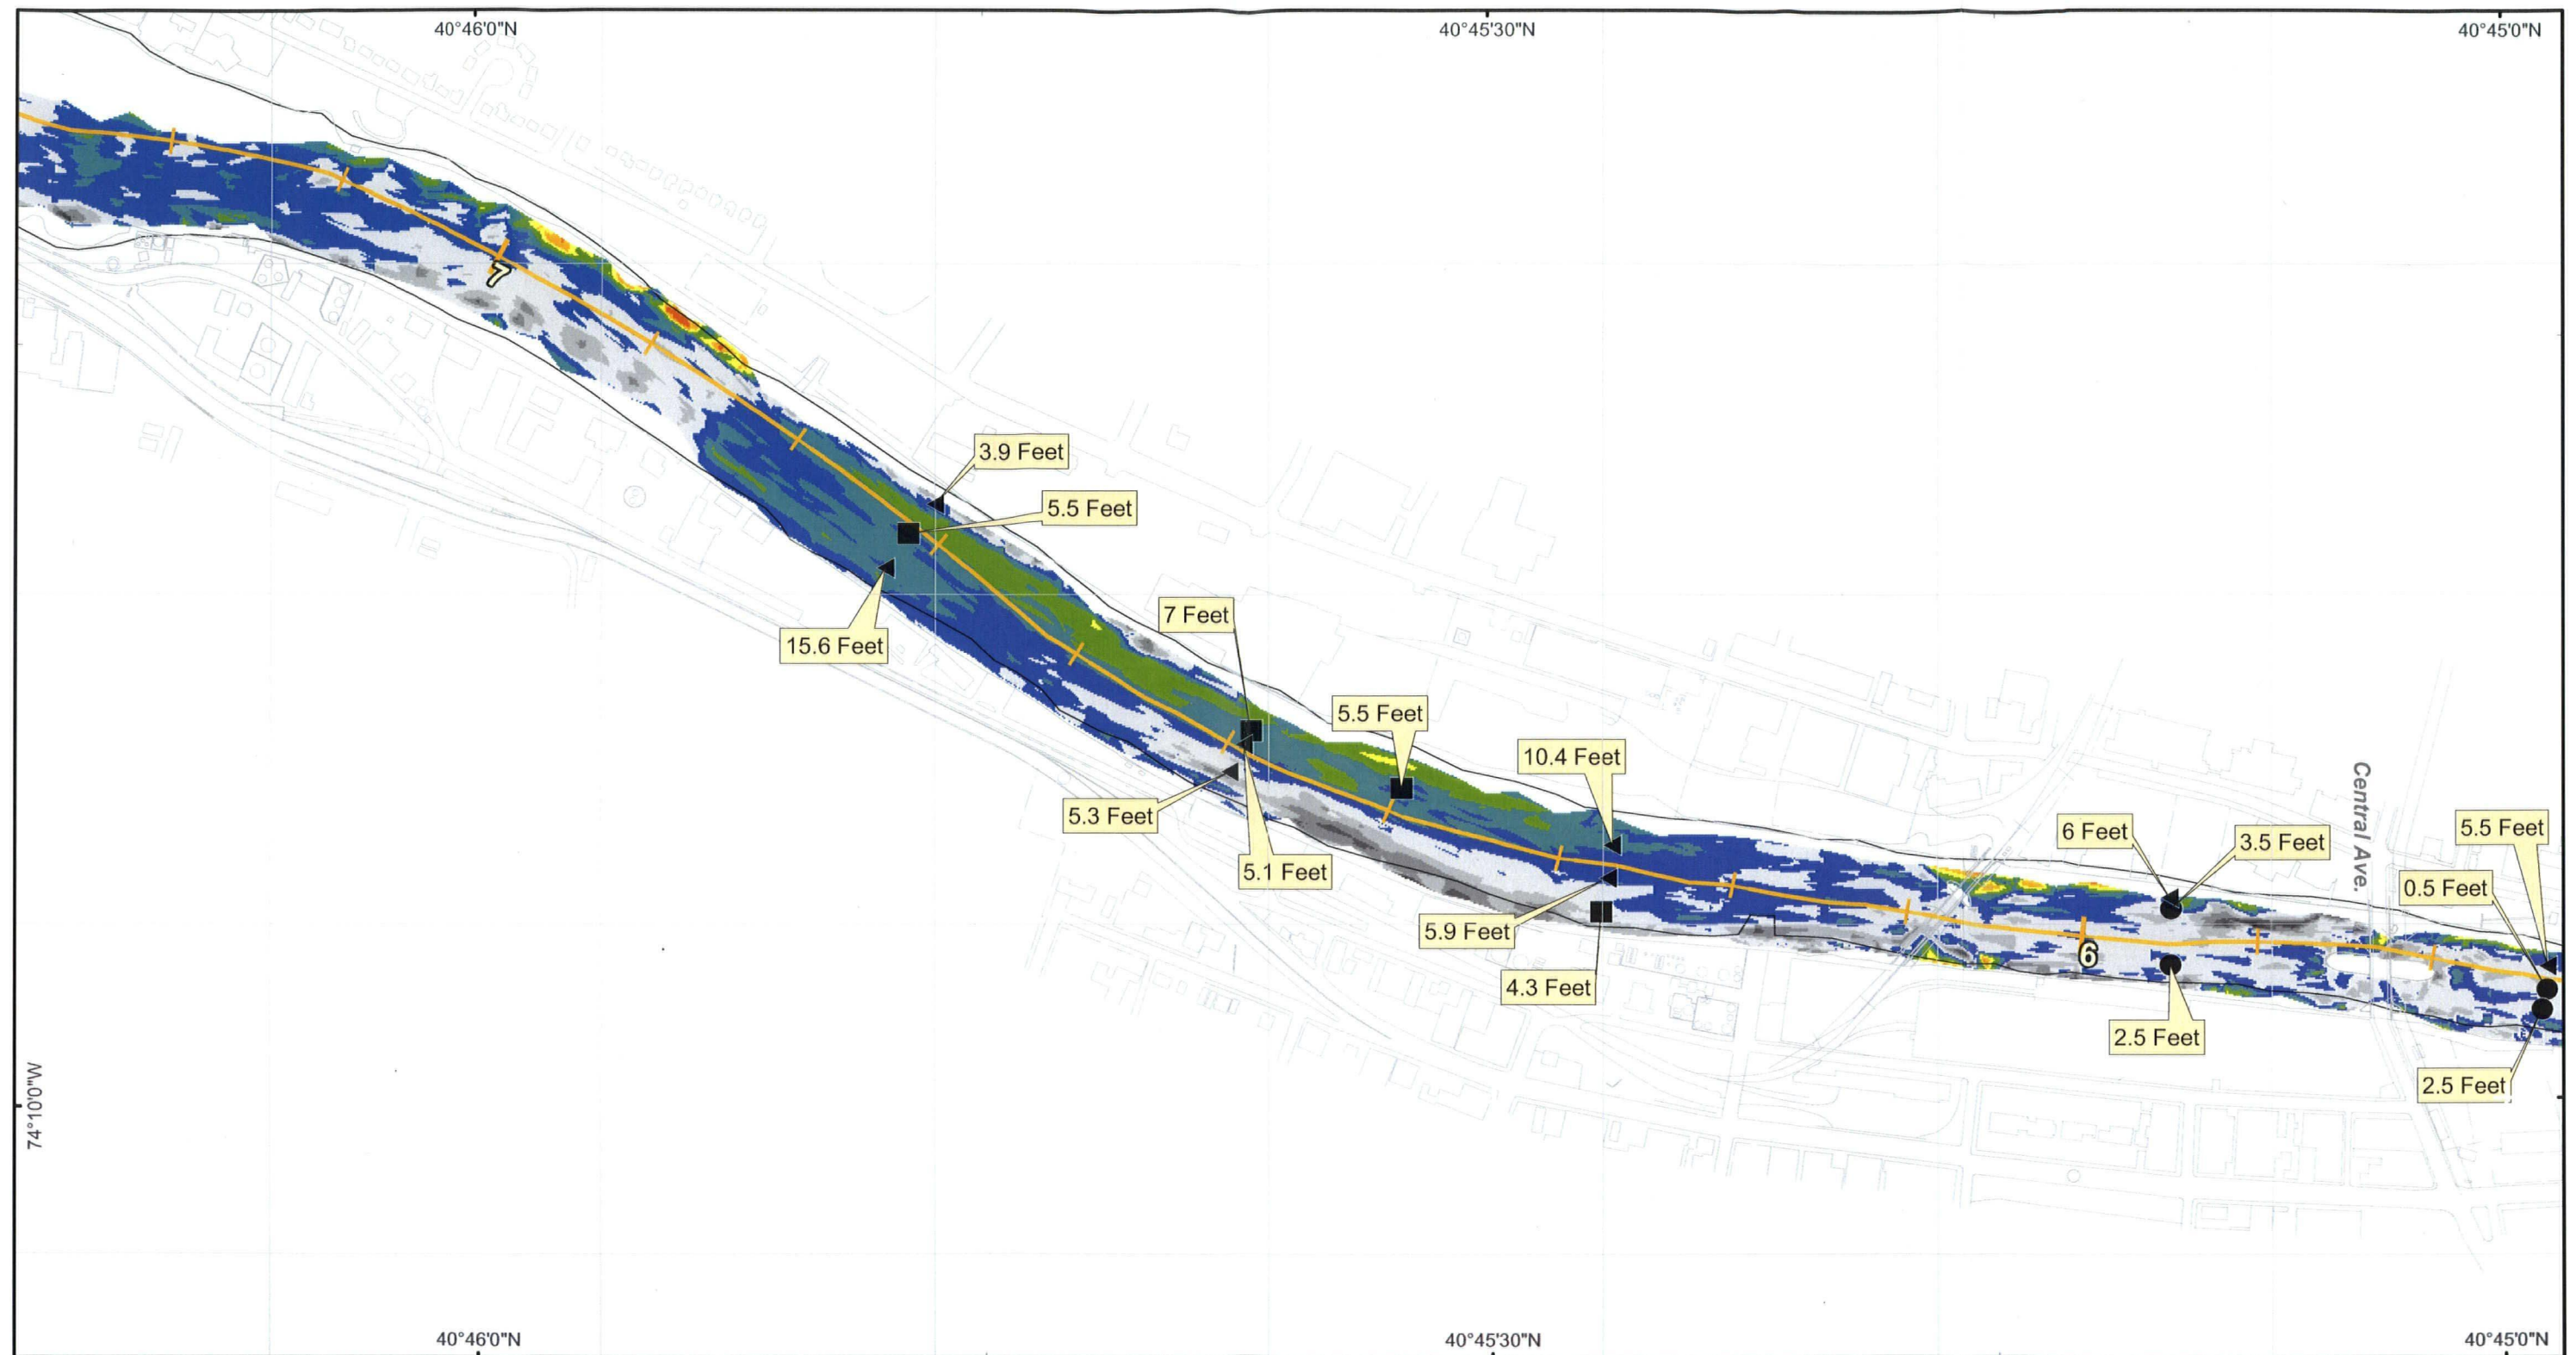 40°46'0"N
40°45'30"N
40°45'0"N
7
3.9 Feet
5.5 Feet
15.6 Feet
7 Feet
5.5 Feet
10.4 Feet
5.3 Feet
5.1 Feet
5.9 Feet
4.3 Feet
6 Feet
3.5 Feet
Central Ave.
5.5 Feet
0.5 Feet
6
2.5 Feet
2.5 Feet
74°10'0"W
40°46'0"N
40°45'30"N
40°45'0"N